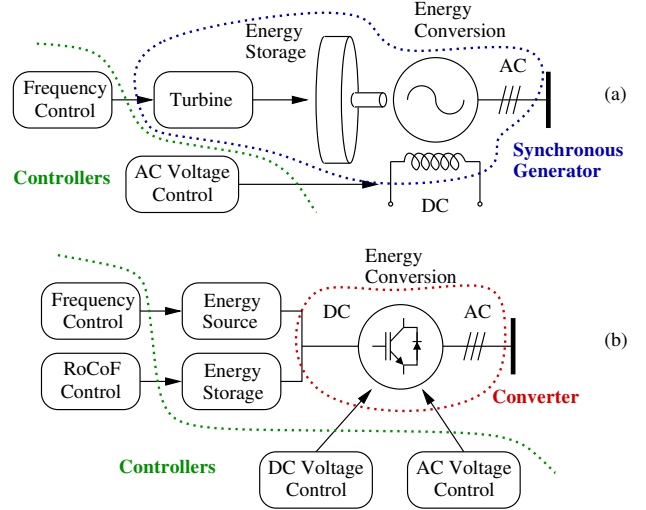 Energy
Storage
Energy
Conversion
Frequency
Control
Turbine
AC
(a)
Controllers
AC Voltage
Control
DC
Synchronous
Generator
Energy
Conversion
Frequency
Control
Energy
Source
DC
AC
(b)
RoCoF
Control
Energy
Storage
Converter
Controllers
DC Voltage
Control
AC Voltage
Control